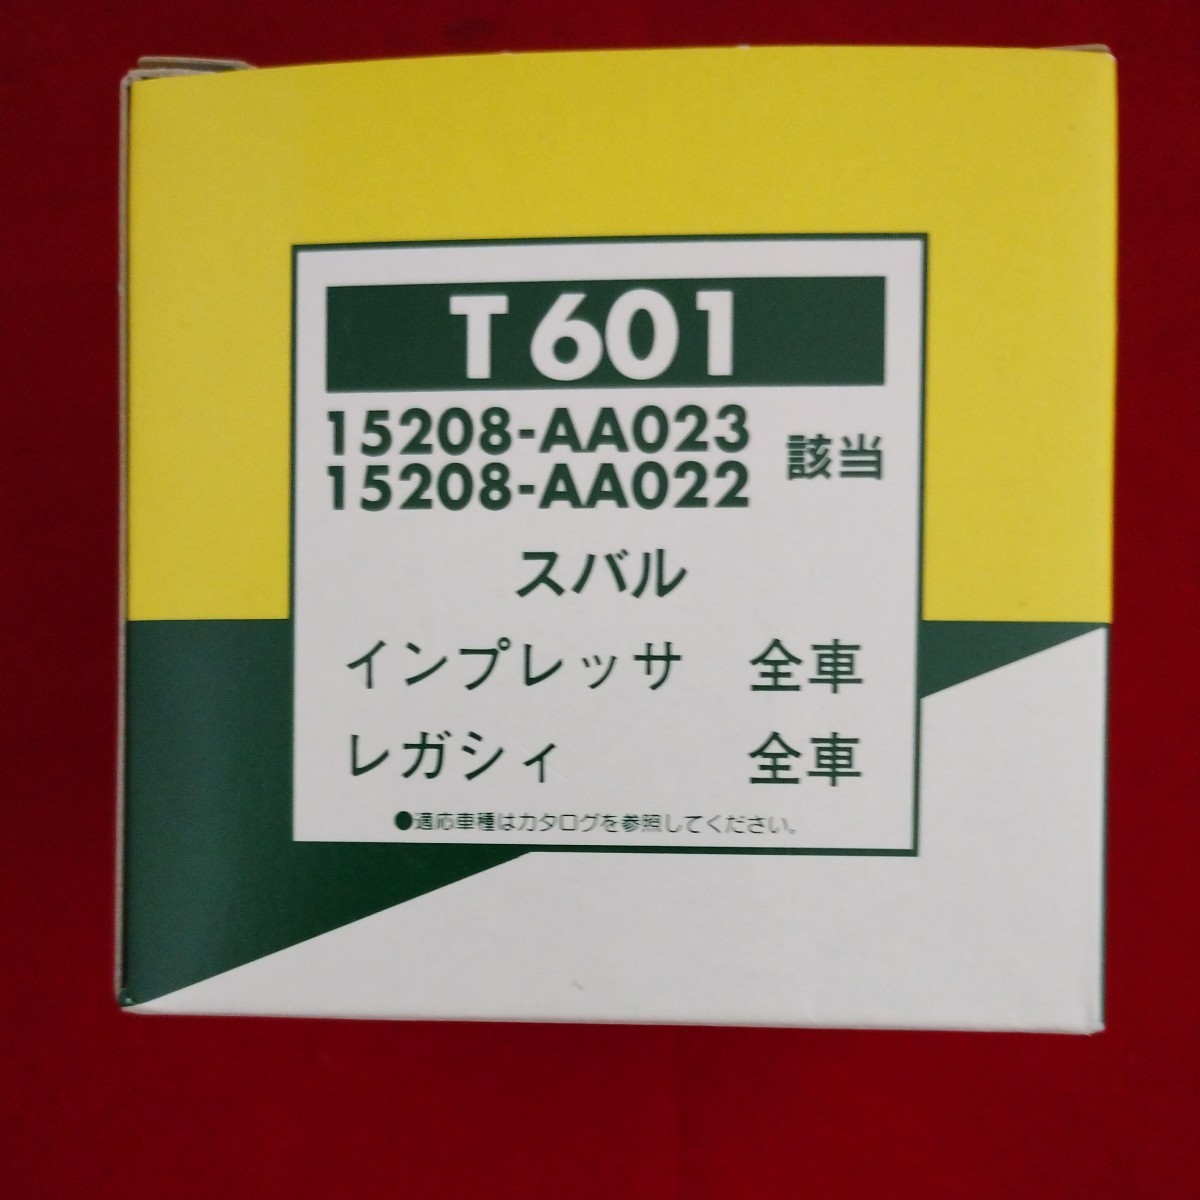 T 601
15208-AA023
15208-AA022
該当
スバル
インプレッサ 全車
レガシィ 全車
●適応車種はカタログを参照してください。